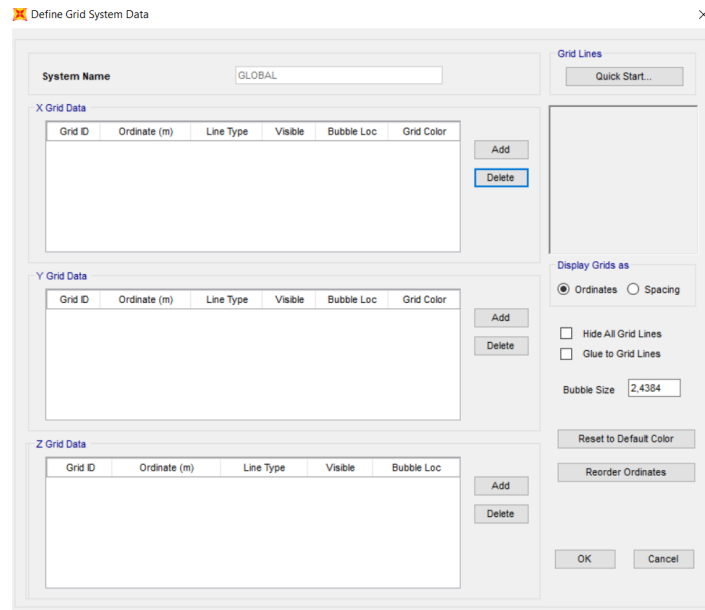 Define Grid System Data
System Name
GLOBAL
Grid Lines
Quick Start...
X Grid Data
Grid ID Ordinate (m) Line Type Visible Bubble Loc Grid Color
Add
Delete
Y Grid Data
Grid ID Ordinate (m) Line Type Visible Bubble Loc Grid Color
Add
Delete
Z Grid Data
Grid ID Ordinate (m) Line Type Visible Bubble Loc
Add
Delete
Display Grids as
Ordinates Spacing
Hide All Grid Lines
Glue to Grid Lines
Bubble Size 2,4384
Reset to Default Color
Reorder Ordinates
OK Cancel